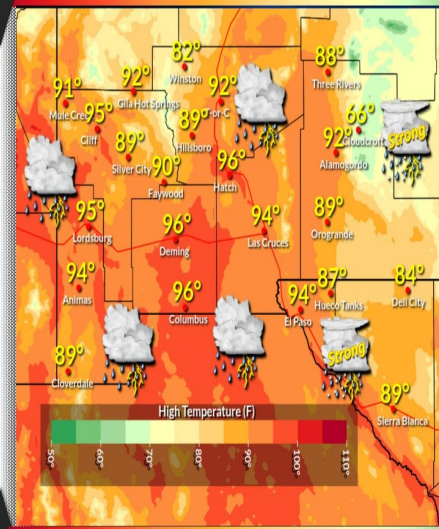 82°
Winston
88°
Three Rivers
91°
Mule Creek
92°
Gila Hot Springs
92°
T-or-C
95°
Cliff
89°
Hillsboro
66°
Cloudcroft
Strong
92°
Alamogordo
89°
Silver City
90°
Faywood
96°
Hatch
95°
Lordsburg
96°
Deming
94°
Las Cruces
89°
Orogrande
94°
Animas
96°
Columbus
94°
El Paso
87°
Hueco Tanks
84°
Dell City
Strong
89°
Cloverdale
89°
Sierra Blanca
High Temperature (F)
50° 60° 70° 80° 90° 100° 110°